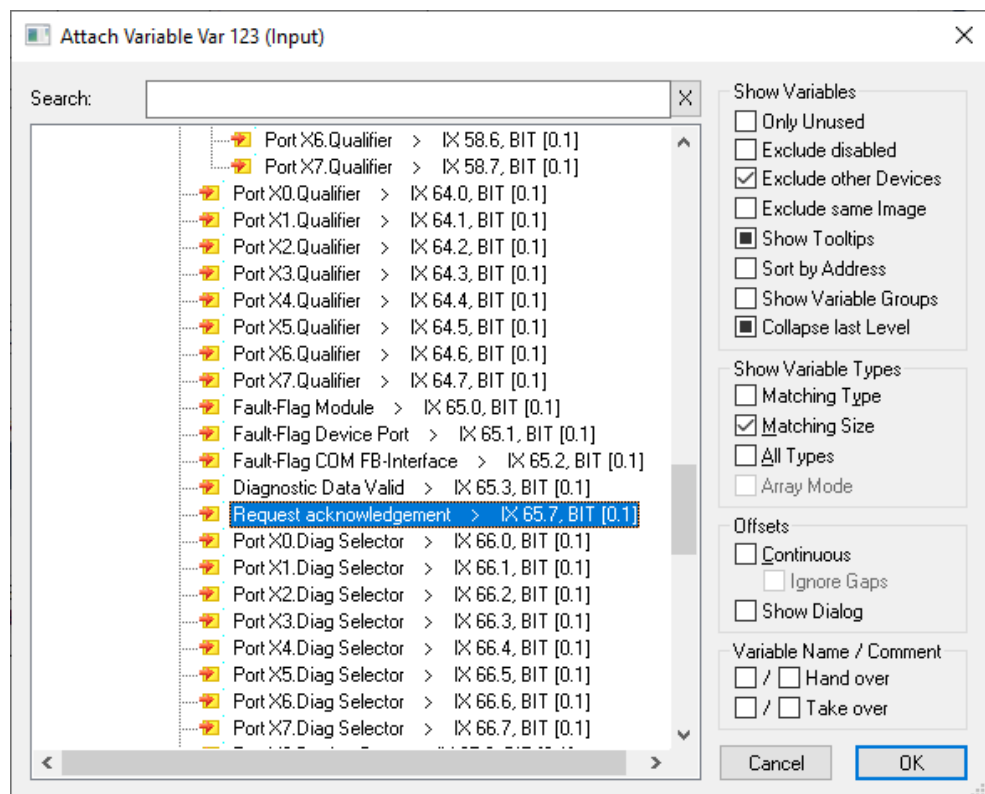 Attach Variable Var 123 (Input)
Search:
X
Port X6.Qualifier > IX 58.6, BIT [0.1]
Port X7.Qualifier > IX 58.7, BIT [0.1]
Port X0.Qualifier > IX 64.0, BIT [0.1]
Port X1.Qualifier > IX 64.1, BIT [0.1]
Port X2.Qualifier > IX 64.2, BIT [0.1]
Port X3.Qualifier > IX 64.3, BIT [0.1]
Port X4.Qualifier > IX 64.4, BIT [0.1]
Port X5.Qualifier > IX 64.5, BIT [0.1]
Port X6.Qualifier > IX 64.6, BIT [0.1]
Port X7.Qualifier > IX 64.7, BIT [0.1]
Fault-Flag Module > IX 65.0, BIT [0.1]
Fault-Flag Device Port > IX 65.1, BIT [0.1]
Fault-Flag COM FB-Interface > IX 65.2, BIT [0.1]
Diagnostic Data Valid > IX 65.3, BIT [0.1]
Request acknowledgement > IX 65.7, BIT [0.1]
Port X0.Diag Selector > IX 66.0, BIT [0.1]
Port X1.Diag Selector > IX 66.1, BIT [0.1]
Port X2.Diag Selector > IX 66.2, BIT [0.1]
Port X3.Diag Selector > IX 66.3, BIT [0.1]
Port X4.Diag Selector > IX 66.4, BIT [0.1]
Port X5.Diag Selector > IX 66.5, BIT [0.1]
Port X6.Diag Selector > IX 66.6, BIT [0.1]
Port X7.Diag Selector > IX 66.7, BIT [0.1]
Show Variables
Only Unused
Exclude disabled
Exclude other Devices
Exclude same Image
Show Tooltips
Sort by Address
Show Variable Groups
Collapse last Level
Show Variable Types
Matching Type
Matching Size
All Types
Array Mode
Offsets
Continuous
Ignore Gaps
Show Dialog
Variable Name / Comment
/ Hand over
/ Take over
Cancel
OK